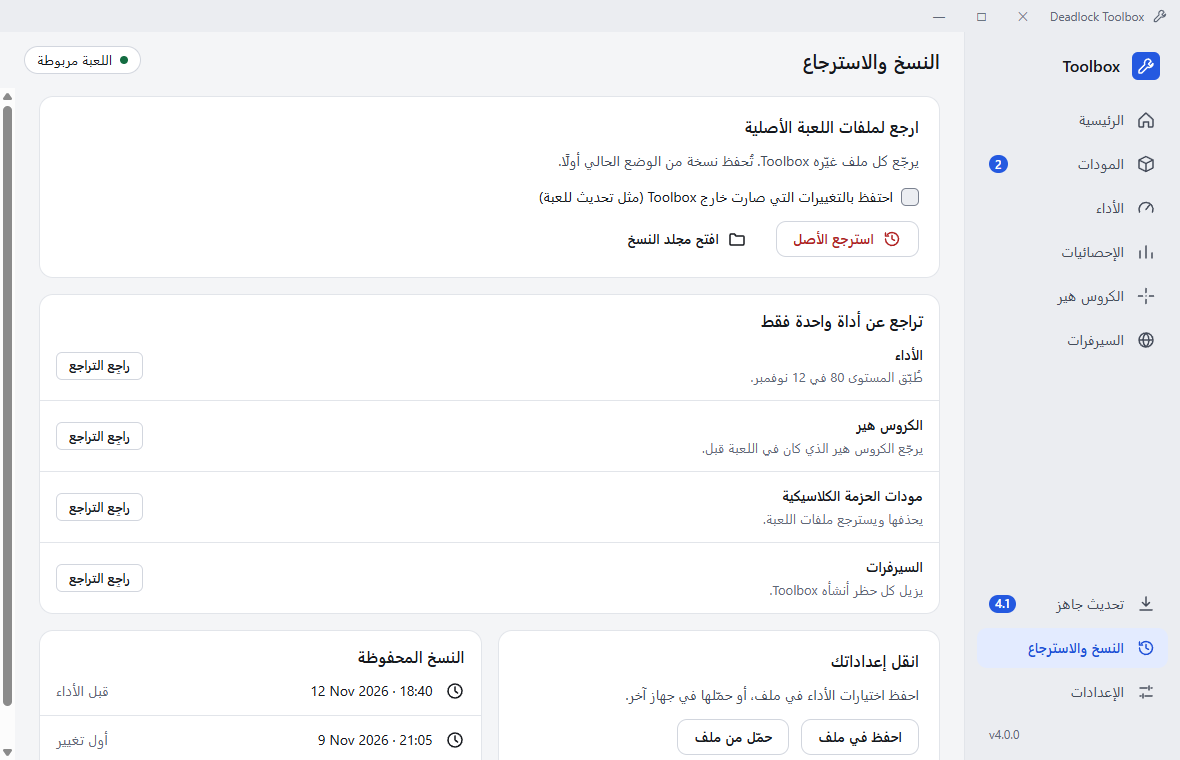 Deadlock Toolbox
Toolbox
الرئيسية
المودات
2
الأداء
الإحصائيات
الكروس هير
السيرفرات
تحديث جاهز
4.1
النسخ والاسترجاع
الإعدادات
v4.0.0
النسخ والاسترجاع
اللعبة مربوطة
ارجع لملفات اللعبة الأصلية
يرجّع كل ملف غيّره Toolbox. تُحفظ نسخة من الوضع الحالي أولًا.
احتفظ بالتغييرات التي صارت خارج Toolbox (مثل تحديث للعبة)
استرجع الأصل
افتح مجلد النسخ
تراجع عن أداة واحدة فقط
الأداء
طُبّق المستوى 80 في 12 نوفمبر.
راجِع التراجع
الكروس هير
يرجّع الكروس هير الذي كان في اللعبة قبل.
راجِع التراجع
مودات الحزمة الكلاسيكية
يحذفها ويسترجع ملفات اللعبة.
راجِع التراجع
السيرفرات
يزيل كل حظر أنشأه Toolbox.
راجِع التراجع
انقل إعداداتك
احفظ اختيارات الأداء في ملف، أو حمّلها في جهاز آخر.
احفظ في ملف
حمّل من ملف
النسخ المحفوظة
12 Nov 2026 · 18:40
قبل الأداء
9 Nov 2026 · 21:05
أول تغيير